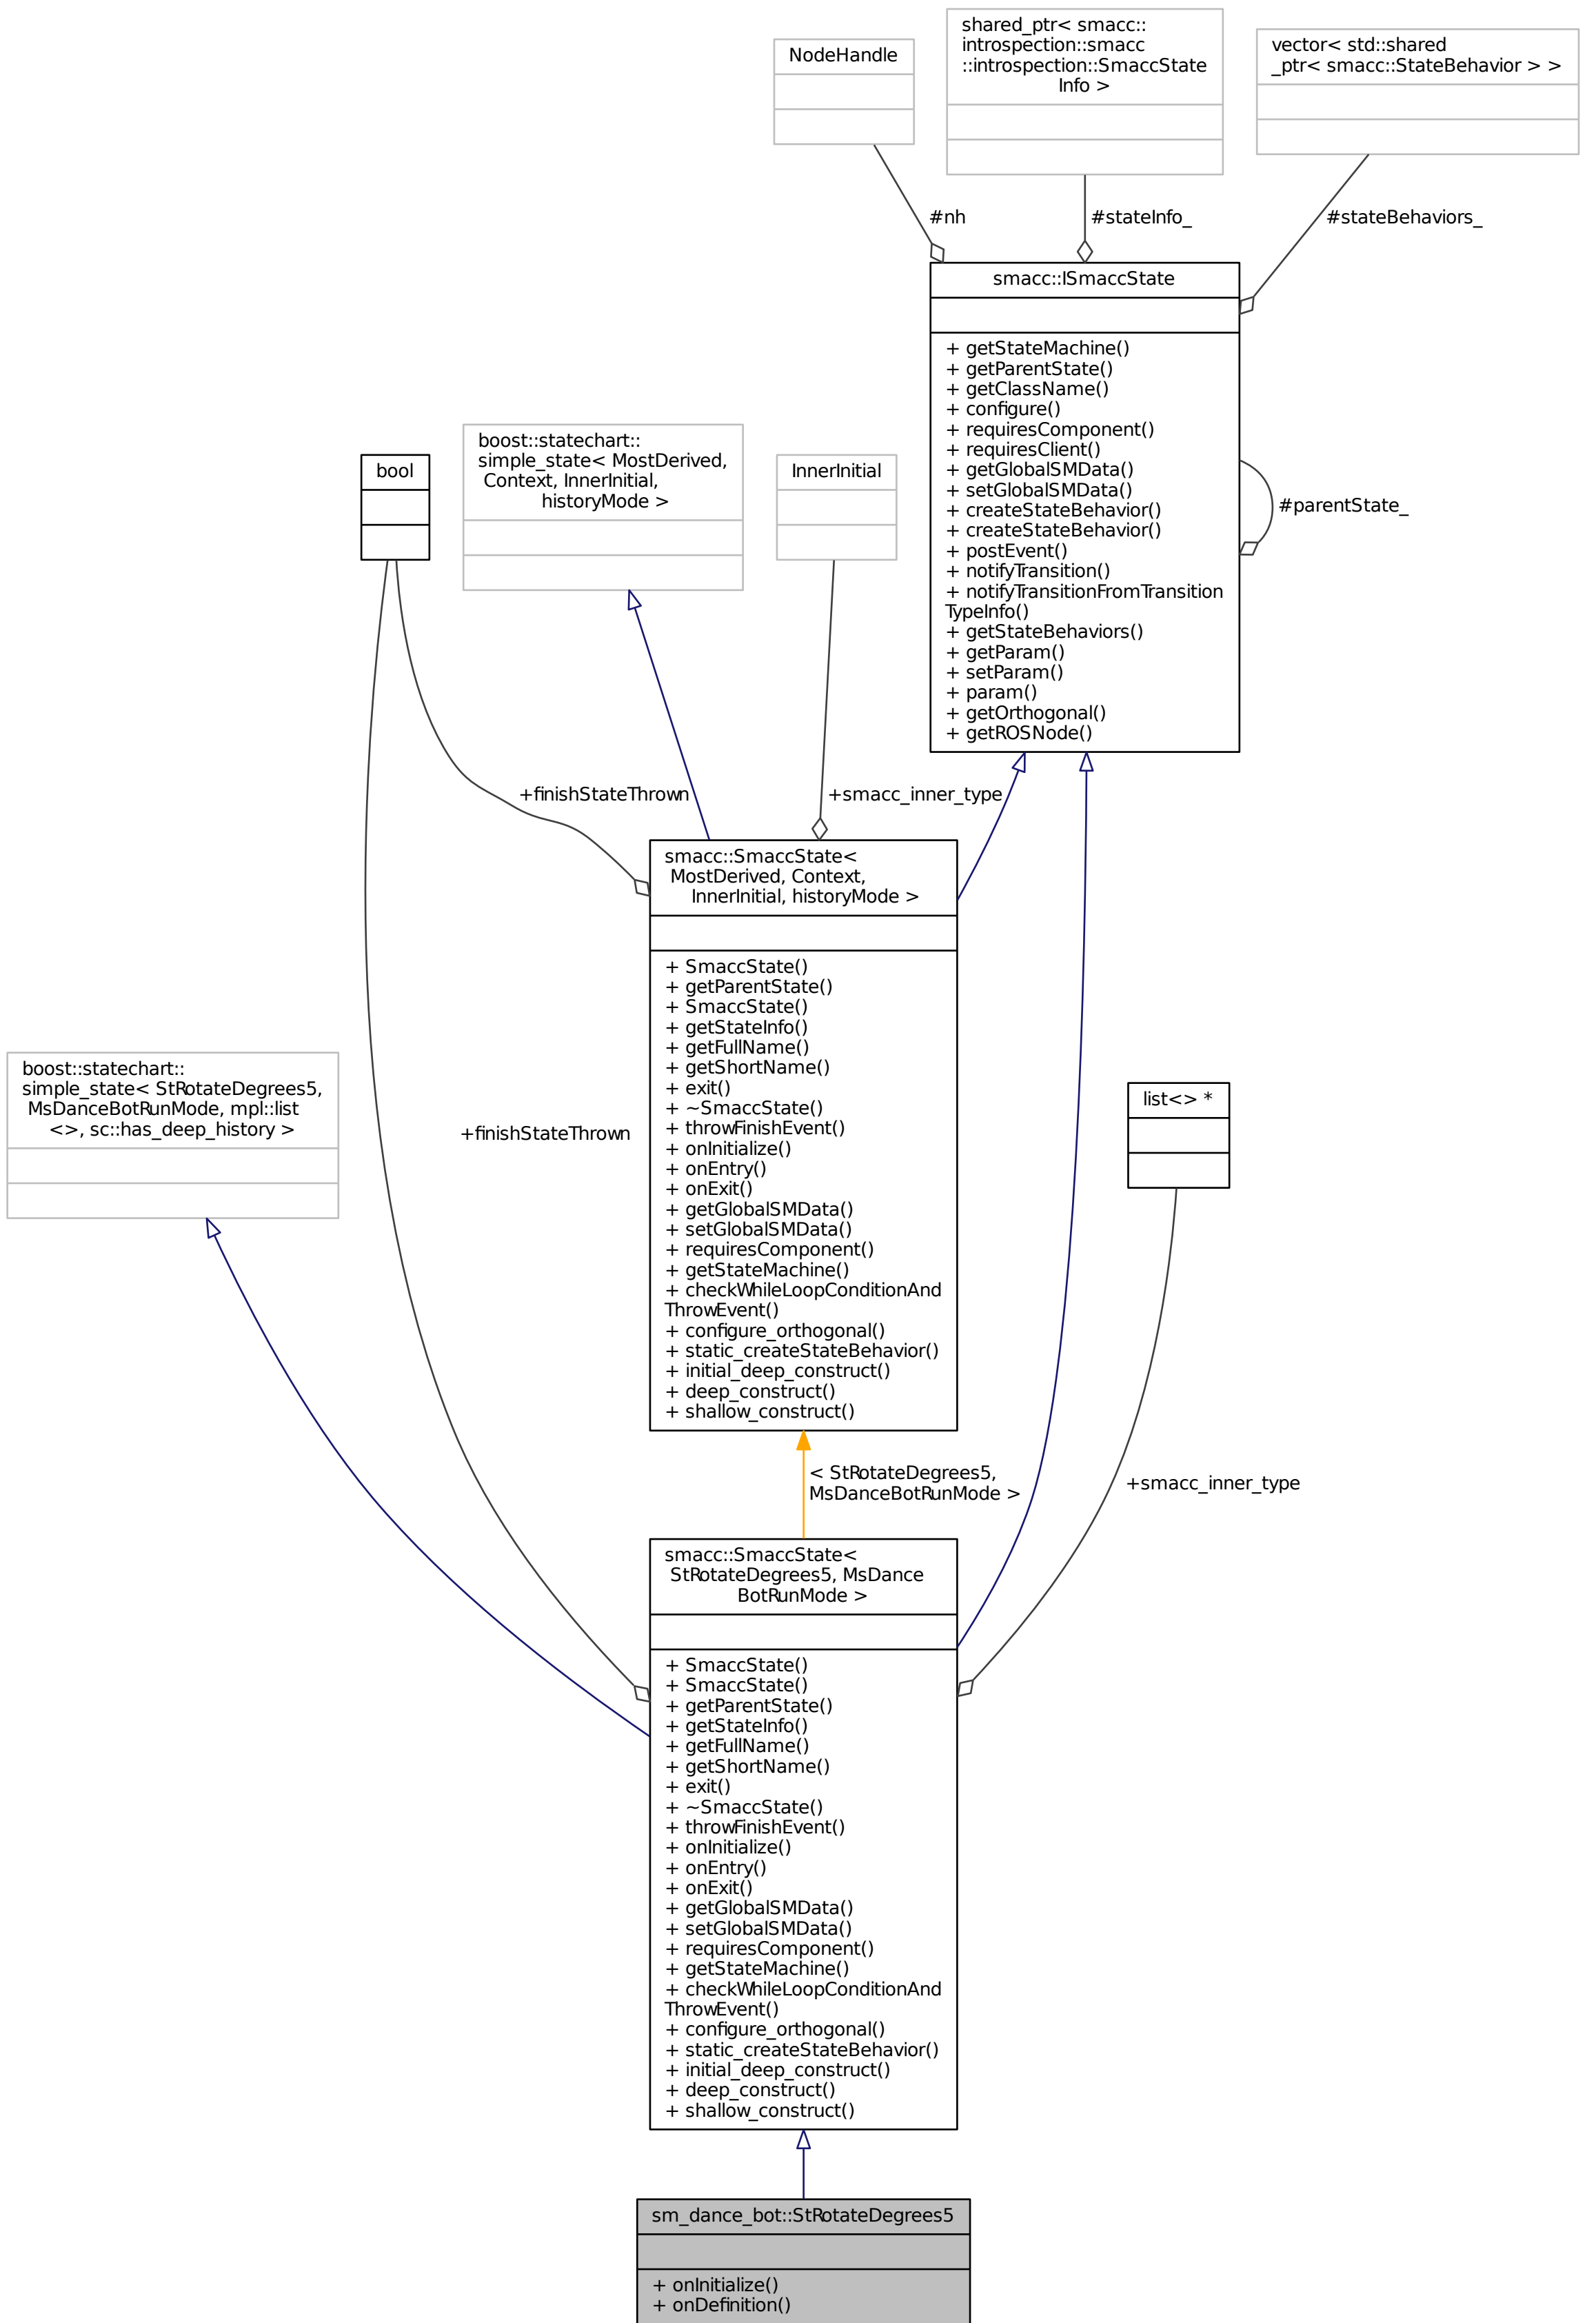 NodeHandle
shared_ptr< smacc::
introspection::smacc
::introspection::SmaccState
Info >
vector< std::shared
_ptr< smacc::StateBehavior > >
#nh
#stateInfo_
#stateBehaviors_
smacc::ISmaccState
+ getStateMachine()
+ getParentState()
+ getClassName()
+ configure()
+ requiresComponent()
+ requiresClient()
+ getGlobalSMData()
+ setGlobalSMData()
+ createStateBehavior()
+ createStateBehavior()
+ postEvent()
+ notifyTransition()
+ notifyTransitionFromTransition
TypeInfo()
+ getStateBehaviors()
+ getParam()
+ setParam()
+ param()
+ getOrthogonal()
+ getROSNode()
#parentState_
bool
boost::statechart::
simple_state< MostDerived,
Context, InnerInitial,
historyMode >
InnerInitial
+finishStateThrown
+smacc_inner_type
smacc::SmaccState<
MostDerived, Context,
InnerInitial, historyMode >
+ SmaccState()
+ getParentState()
+ SmaccState()
+ getStateInfo()
+ getFullName()
+ getShortName()
+ exit()
+ ~SmaccState()
+ throwFinishEvent()
+ onInitialize()
+ onEntry()
+ onExit()
+ getGlobalSMData()
+ setGlobalSMData()
+ requiresComponent()
+ getStateMachine()
+ checkWhileLoopConditionAnd
ThrowEvent()
+ configure_orthogonal()
+ static_createStateBehavior()
+ initial_deep_construct()
+ deep_construct()
+ shallow_construct()
boost::statechart::
simple_state< StRotateDegrees5,
MsDanceBotRunMode, mpl::list
<>, sc::has_deep_history >
+finishStateThrown
list<> *
< StRotateDegrees5,
MsDanceBotRunMode >
+smacc_inner_type
smacc::SmaccState<
StRotateDegrees5, MsDance
BotRunMode >
+ SmaccState()
+ SmaccState()
+ getParentState()
+ getStateInfo()
+ getFullName()
+ getShortName()
+ exit()
+ ~SmaccState()
+ throwFinishEvent()
+ onInitialize()
+ onEntry()
+ onExit()
+ getGlobalSMData()
+ setGlobalSMData()
+ requiresComponent()
+ getStateMachine()
+ checkWhileLoopConditionAnd
ThrowEvent()
+ configure_orthogonal()
+ static_createStateBehavior()
+ initial_deep_construct()
+ deep_construct()
+ shallow_construct()
sm_dance_bot::StRotateDegrees5
+ onInitialize()
+ onDefinition()